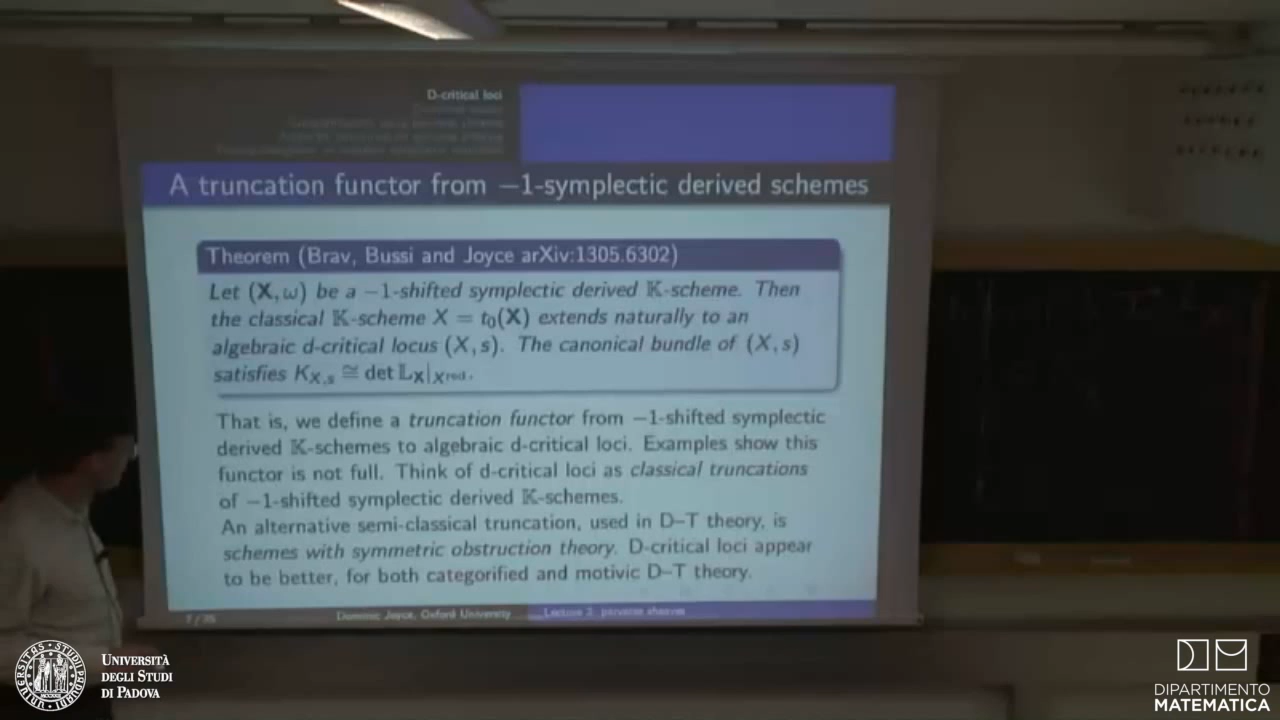 D-critical loci
A truncation functor from −1-symplectic derived schemes
Theorem (Brav, Bussi and Joyce arXiv:1305.6302)
Let (X, ω) be a −1-shifted symplectic derived 𝕂-scheme. Then
the classical 𝕂-scheme X = t₀(X) extends naturally to an
algebraic d-critical locus (X, s). The canonical bundle of (X, s)
satisfies K_{X,s} ≅ det 𝕃_X|_{X^red}.
That is, we define a truncation functor from −1-shifted symplectic
derived 𝕂-schemes to algebraic d-critical loci. Examples show this
functor is not full. Think of d-critical loci as classical truncations
of −1-shifted symplectic derived 𝕂-schemes.
An alternative semi-classical truncation, used in D–T theory, is
schemes with symmetric obstruction theory. D-critical loci appear
to be better, for both categorified and motivic D–T theory.
7 / 35 Dominic Joyce, Oxford University Lecture 2: perverse sheaves
UNIVERSITÀ
DEGLI STUDI
DI PADOVA
DIPARTIMENTO
MATEMATICA